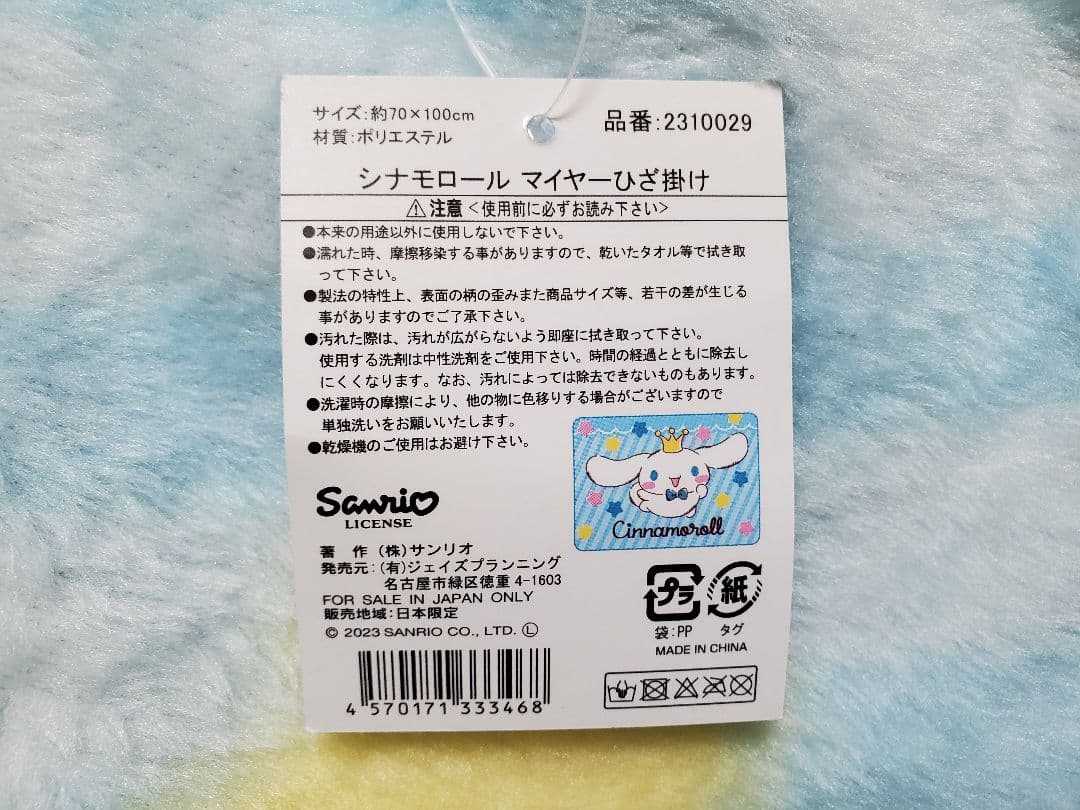 サイズ:約70×100cm
材質:ポリエステル
品番:2310029
シナモロール マイヤーひざ掛け
⚠注意<使用前に必ずお読み下さい>
●本来の用途以外に使用しないで下さい。
●濡れた時、摩擦移染する事がありますので、乾いたタオル等で拭き取
って下さい。
●製法の特性上、表面の柄の歪みまた商品サイズ等、若干の差が生じる
事がありますのでご了承下さい。
●汚れた際は、汚れが広がらないよう即座に拭き取って下さい。
使用する洗剤は中性洗剤をご使用下さい。時間の経過とともに除去し
にくくなります。なお、汚れによっては除去できないものもあります。
●洗濯時の摩擦により、他の物に色移りする場合がございますので
単独洗いをお願いいたします。
●乾燥機のご使用はお避け下さい。
Cinnamoroll
Sanrio
LICENSE
著 作 (株)サンリオ
発売元:(有)ジェイズプランニング
名古屋市緑区徳重 4-1603
FOR SALE IN JAPAN ONLY
販売地域:日本限定
© 2023 SANRIO CO., LTD. Ⓛ
プラ
紙
袋:PP
タグ
MADE IN CHINA
4 570171 333468